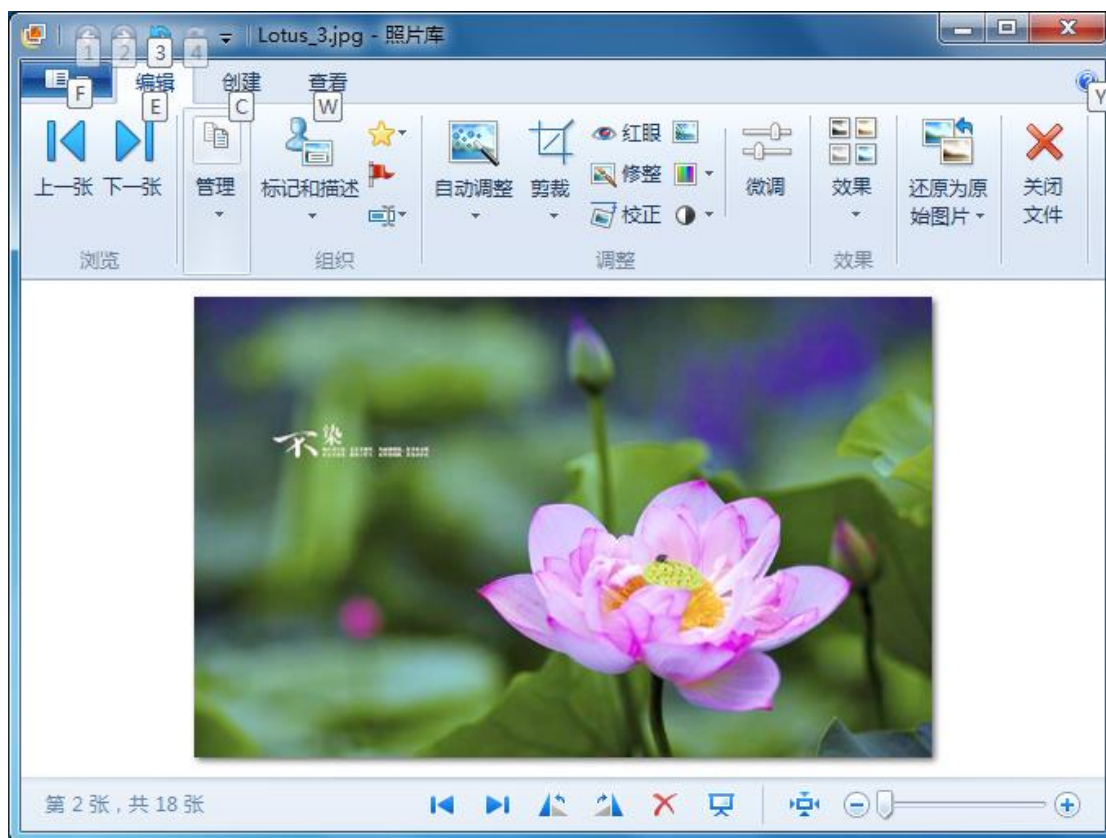 1 2 3 4 Lotus_3.jpg - 照片库
F 编辑 E 创建 C 查看 W Y
上一张 下一张 管理 标记和描述 自动调整 剪裁 红眼 修整 校正 微调 效果 还原为原始图片 关闭文件
浏览 组织 调整 效果
不染
第 2 张，共 18 张